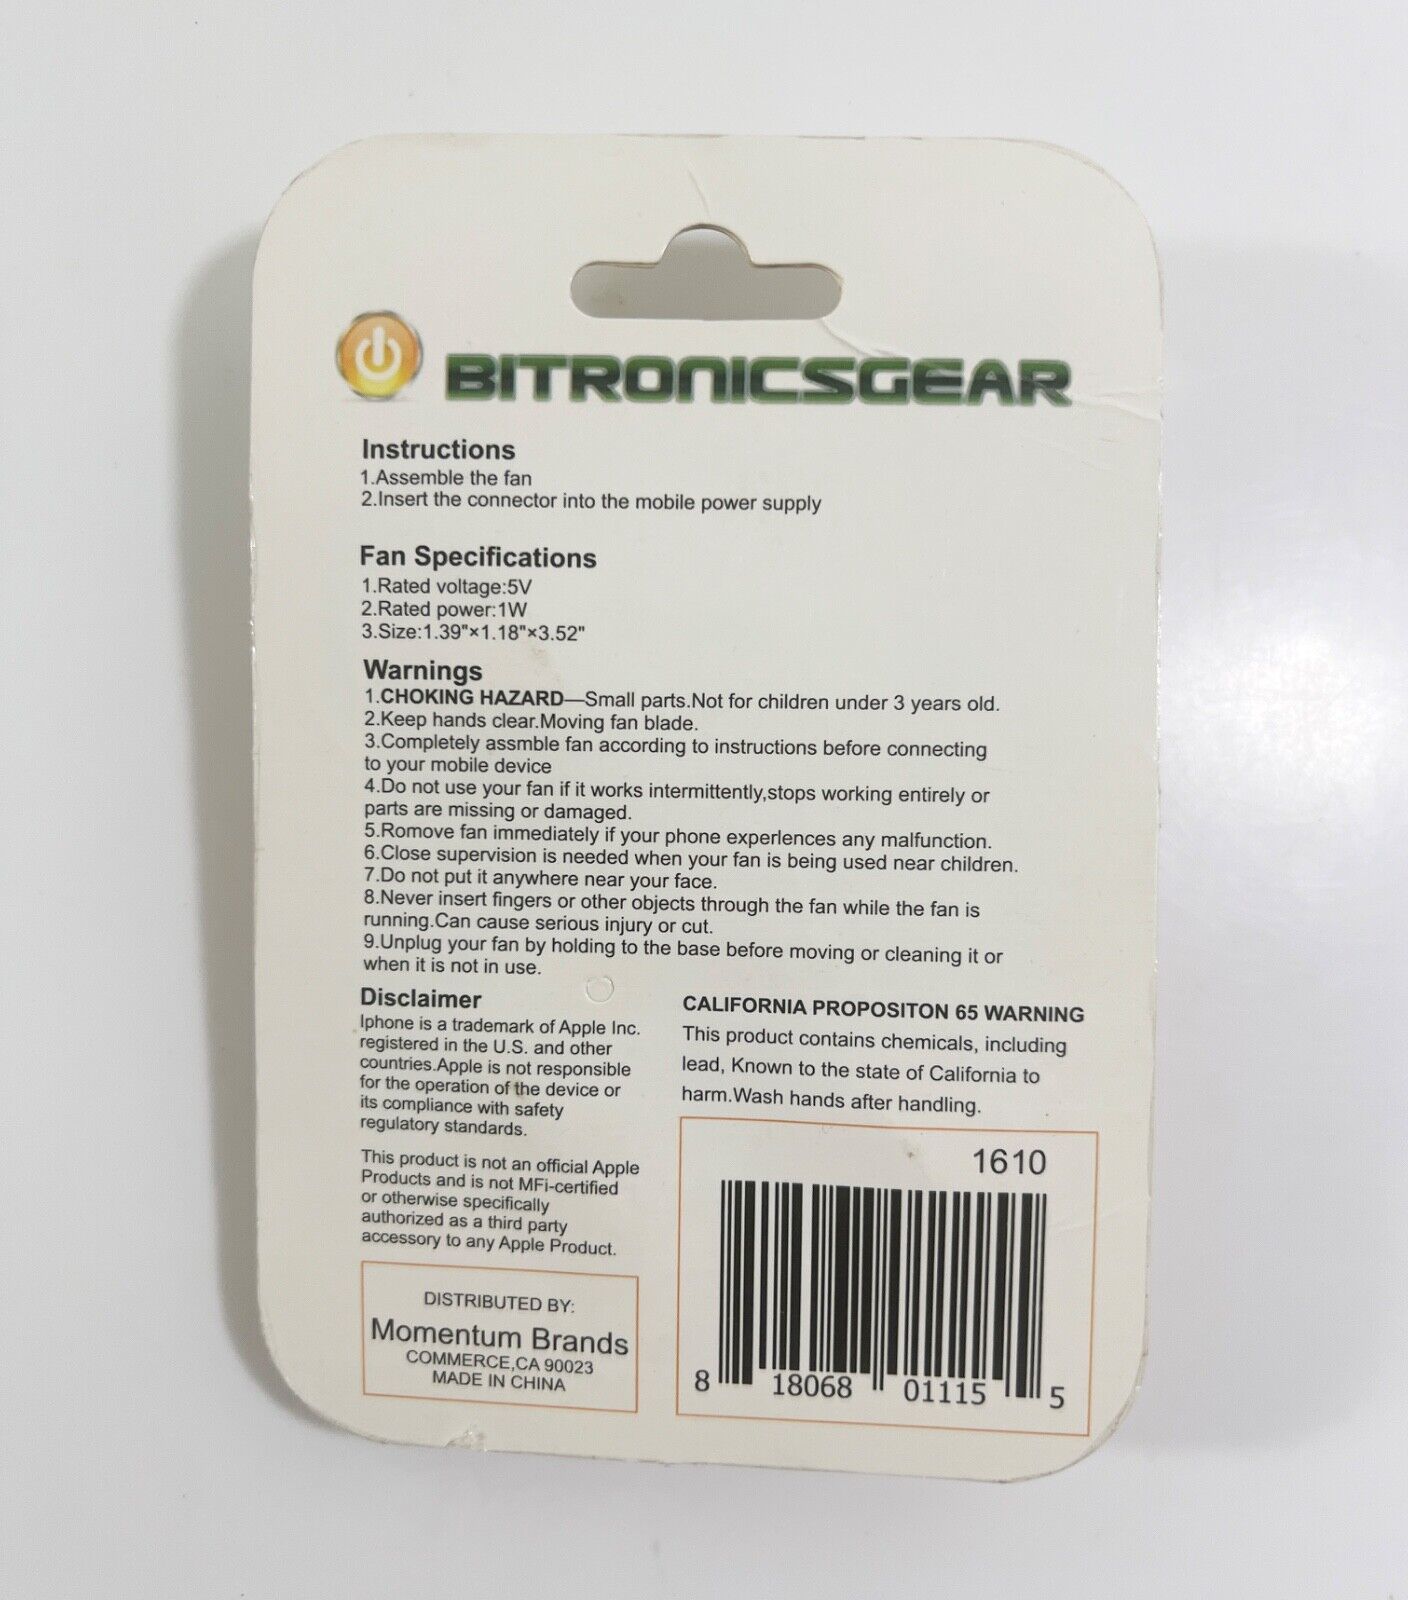 BITRONICSGEAR
Instructions
1.Assemble the fan
2.Insert the connector into the mobile power supply
Fan Specifications
1.Rated voltage:5V
2.Rated power:1W
3.Size:1.39"×1.18"×3.52"
Warnings
1.CHOKING HAZARD—Small parts.Not for children under 3 years old.
2.Keep hands clear.Moving fan blade.
3.Completely assmble fan according to instructions before connecting
to your mobile device
4.Do not use your fan if it works intermittently,stops working entirely or
parts are missing or damaged.
5.Romove fan immediately if your phone experlences any malfunction.
6.Close supervision is needed when your fan is being used near children.
7.Do not put it anywhere near your face.
8.Never insert fingers or other objects through the fan while the fan is
running.Can cause serious injury or cut.
9.Unplug your fan by holding to the base before moving or cleaning it or
when it is not in use.
Disclaimer
Iphone is a trademark of Apple Inc.
registered in the U.S. and other
countries.Apple is not responsible
for the operation of the device or
its compliance with safety
regulatory standards.
This product is not an official Apple
Products and is not MFi-certified
or otherwise specifically
authorized as a third party
accessory to any Apple Product.
DISTRIBUTED BY:
Momentum Brands
COMMERCE,CA 90023
MADE IN CHINA
CALIFORNIA PROPOSITON 65 WARNING
This product contains chemicals, including
lead, Known to the state of California to
harm.Wash hands after handling.
1610
8 18068 01115 5